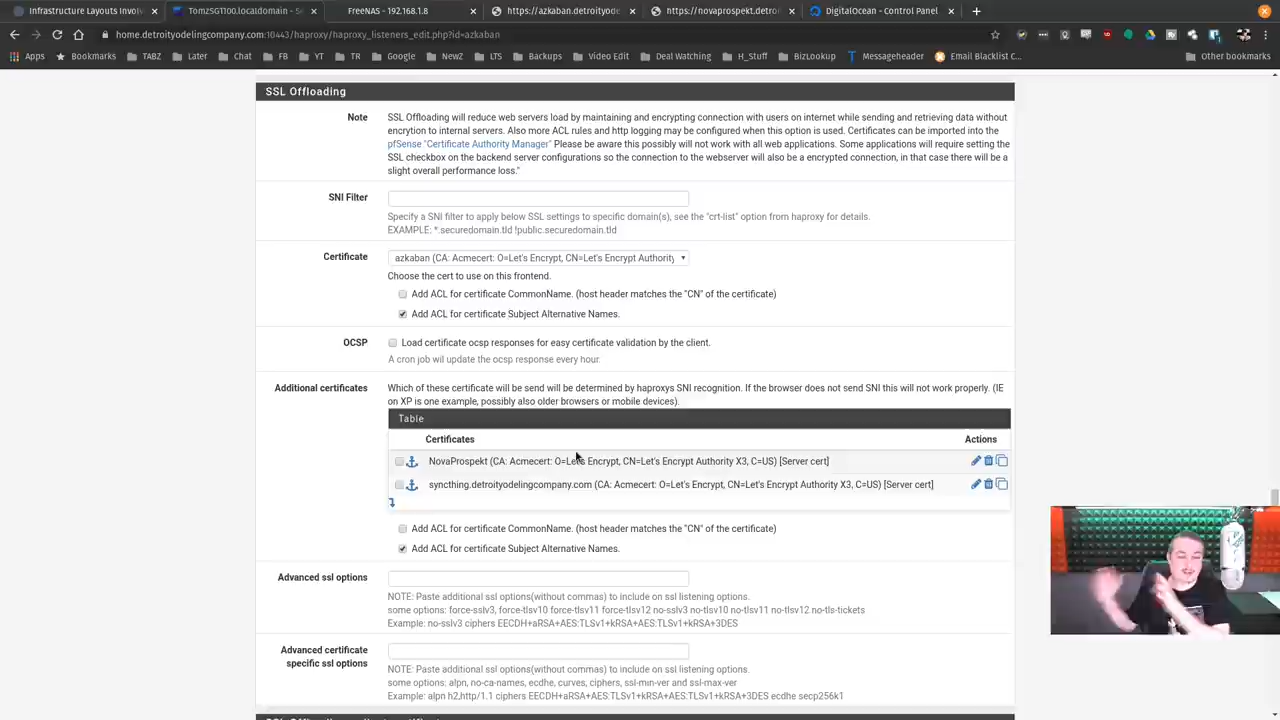 Infrastructure Layouts Involv
TomzSG100.localdomain - S
FreeNAS - 192.168.1.8
https://azkaban.detroityode
https://novaprospekt.detro
DigitalOcean - Control Panel
home.detroityodelingcompany.com:10443/haproxy/haproxy_listeners_edit.php?id=azkaban
Apps Bookmarks TABZ Later Chat FB YT TR Google NewZ LTS Backups Video Edit Deal Watching H_Stuff BizLookup Messageheader Email Blacklist C... Other bookmarks
SSL Offloading
Note
SSL Offloading will reduce web servers load by maintaining and encrypting connection with users on internet while sending and retrieving data without
encrytion to internal servers. Also more ACL rules and http logging may be configured when this option is used. Certificates can be imported into the
pfSense "Certificate Authority Manager" Please be aware this possibly will not work with all web applications. Some applications will require setting the
SSL checkbox on the backend server configurations so the connection to the webserver will also be a encrypted connection, in that case there will be a
slight overall performance loss."
SNI Filter
Specify a SNI filter to apply below SSL settings to specific domain(s), see the "crt-list" option from haproxy for details.
EXAMPLE: *.securedomain.tld !public.securedomain.tld
Certificate
azkaban (CA: Acmecert: O=Let's Encrypt, CN=Let's Encrypt Authority
Choose the cert to use on this frontend.
Add ACL for certificate CommonName. (host header matches the "CN" of the certificate)
Add ACL for certificate Subject Alternative Names.
OCSP
Load certificate ocsp responses for easy certificate validation by the client.
A cron job wil update the ocsp response every hour.
Additional certificates
Which of these certificate will be send will be determined by haproxys SNI recognition. If the browser does not send SNI this will not work properly. (IE
on XP is one example, possibly also older browsers or mobile devices).
Table
Certificates Actions
NovaProspekt (CA: Acmecert: O=Let's Encrypt, CN=Let's Encrypt Authority X3, C=US) [Server cert]
syncthing.detroityodelingcompany.com (CA: Acmecert: O=Let's Encrypt, CN=Let's Encrypt Authority X3, C=US) [Server cert]
Add ACL for certificate CommonName. (host header matches the "CN" of the certificate)
Add ACL for certificate Subject Alternative Names.
Advanced ssl options
NOTE: Paste additional ssl options(without commas) to include on ssl listening options.
some options: force-sslv3, force-tlsv10 force-tlsv11 force-tlsv12 no-sslv3 no-tlsv10 no-tlsv11 no-tlsv12 no-tls-tickets
Example: no-sslv3 ciphers EECDH+aRSA+AES:TLSv1+kRSA+AES:TLSv1+kRSA+3DES
Advanced certificate
specific ssl options
NOTE: Paste additional ssl options(without commas) to include on ssl listening options.
some options: alpn, no-ca-names, ecdhe, curves, ciphers, ssl-min-ver and ssl-max-ver
Example: alpn h2,http/1.1 ciphers EECDH+aRSA+AES:TLSv1+kRSA+AES:TLSv1+kRSA+3DES ecdhe secp256k1